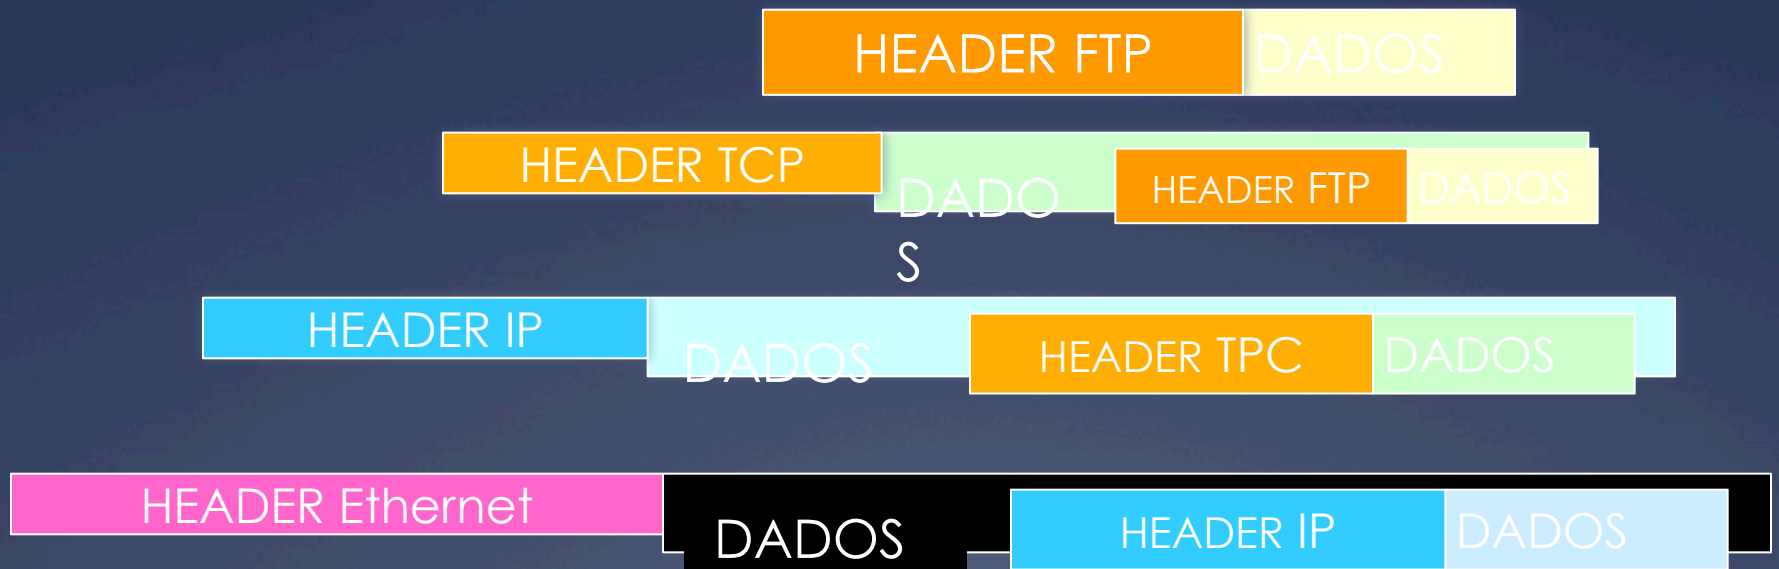 HEADER FTP DADOS
HEADER TCP DADO
S HEADER FTP DADOS
HEADER IP DADOS HEADER TPC DADOS
HEADER Ethernet DADOS HEADER IP DADOS